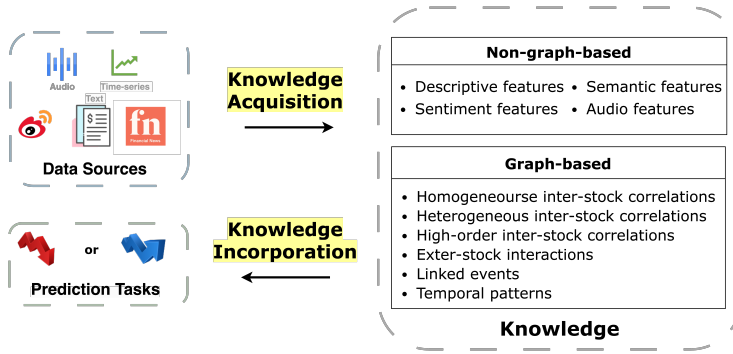 Audio
Time-series
Text
fn
Financial News
Data Sources
Knowledge
Acquisition
or
Prediction Tasks
Knowledge
Incorporation
Non-graph-based
• Descriptive features
• Semantic features
• Sentiment features
• Audio features
Graph-based
• Homogeneourse inter-stock correlations
• Heterogeneous inter-stock correlations
• High-order inter-stock correlations
• Exter-stock interactions
• Linked events
• Temporal patterns
Knowledge